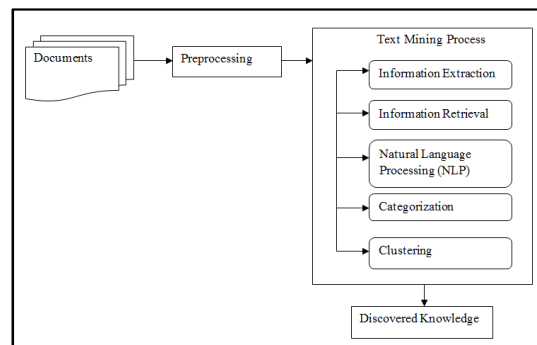 Documents
Preprocessing
Text Mining Process
Information Extraction
Information Retrieval
Natural Language
Processing (NLP)
Categorization
Clustering
Discovered Knowledge